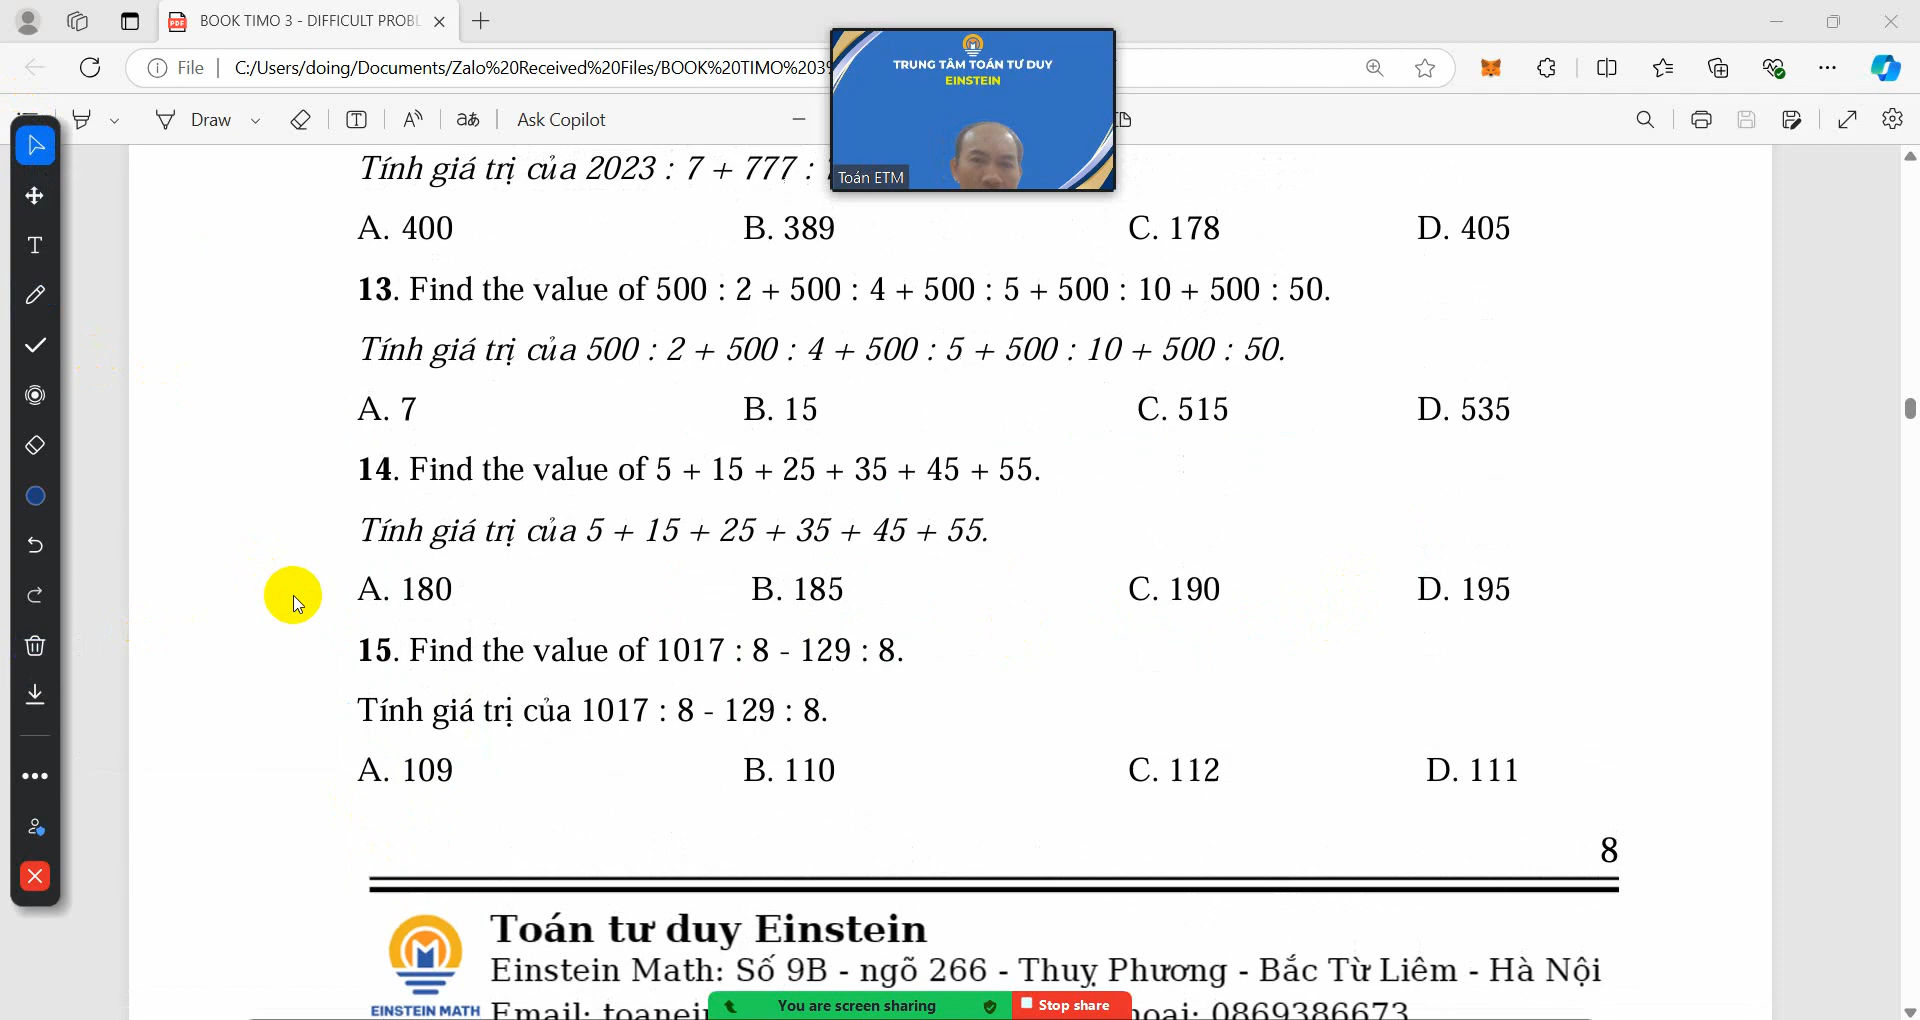 BOOK TIMO 3 - DIFFICULT PROBL
File
C:/Users/doing/Documents/Zalo%20Received%20Files/BOOK%20TIMO%203
TRUNG TÂM TOÁN TƯ DUY
EINSTEIN
Toán ETM
Draw
Ask Copilot
Tính giá trị của 2023 : 7 + 777 :
A. 400 B. 389 C. 178 D. 405
13. Find the value of 500 : 2 + 500 : 4 + 500 : 5 + 500 : 10 + 500 : 50.
Tính giá trị của 500 : 2 + 500 : 4 + 500 : 5 + 500 : 10 + 500 : 50.
A. 7 B. 15 C. 515 D. 535
14. Find the value of 5 + 15 + 25 + 35 + 45 + 55.
Tính giá trị của 5 + 15 + 25 + 35 + 45 + 55.
A. 180 B. 185 C. 190 D. 195
15. Find the value of 1017 : 8 - 129 : 8.
Tính giá trị của 1017 : 8 - 129 : 8.
A. 109 B. 110 C. 112 D. 111
8
Toán tư duy Einstein
Einstein Math: Số 9B - ngõ 266 - Thuỵ Phương - Bắc Từ Liêm - Hà Nội
EINSTEIN MATH
Email: 0869386673
You are screen sharing
Stop share